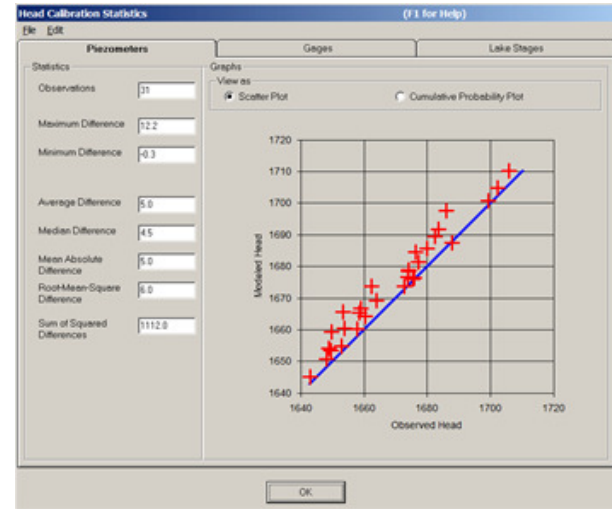 Head Calibration Statistics (F1 for Help)
File Edit
Piezometers Gages Lake Stages
Statistics
Observations 31
Maximum Difference 12.2
Minimum Difference -0.3
Average Difference 5.0
Median Difference 4.5
Mean Absolute
Difference 5.0
Root-Mean-Square
Difference 6.0
Sum of Squared
Differences 1112.0
Graphs
View as
Scatter Plot Cumulative Probability Plot
1720
1710
1700
1690
1680
1670
1660
1650
1640
Modeled Head
1640 1660 1680 1700 1720
Observed Head
OK